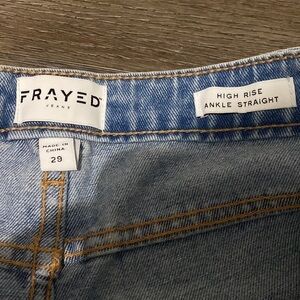 FRAYED
JEANS
HIGH RISE
ANKLE STRAIGHT
MADE IN
CHINA
29